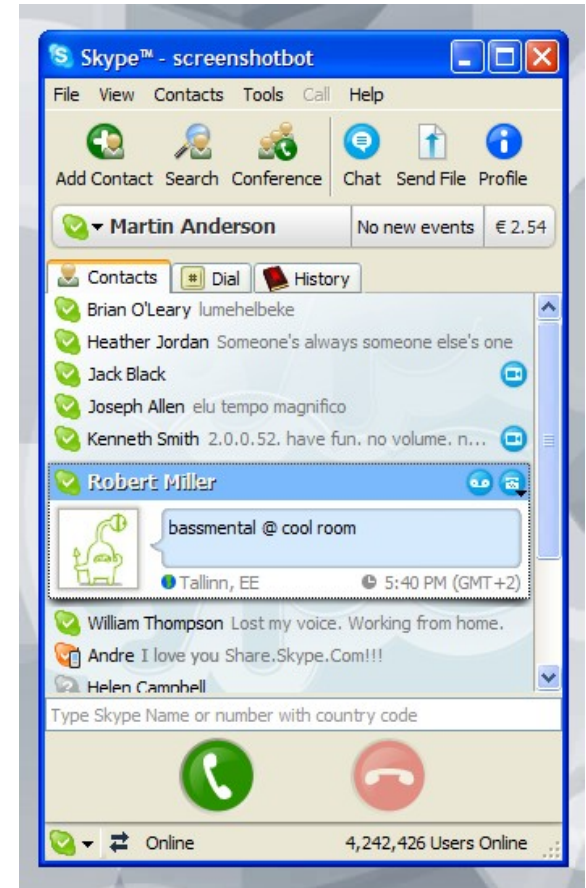 Skype™ - screenshotbot
File View Contacts Tools Call Help
Add Contact Search Conference Chat Send File Profile
Martin Anderson No new events € 2.54
Contacts # Dial History
Brian O'Leary lumehelbeke
Heather Jordan Someone's always someone else's one
Jack Black
Joseph Allen elu tempo magnifico
Kenneth Smith 2.0.0.52. have fun. no volume. n...
Robert Miller
bassmental @ cool room
Tallinn, EE 5:40 PM (GMT+2)
William Thompson Lost my voice. Working from home.
Andre I love you Share.Skype.Com!!!
Helen Campbell
Type Skype Name or number with country code
Online 4,242,426 Users Online